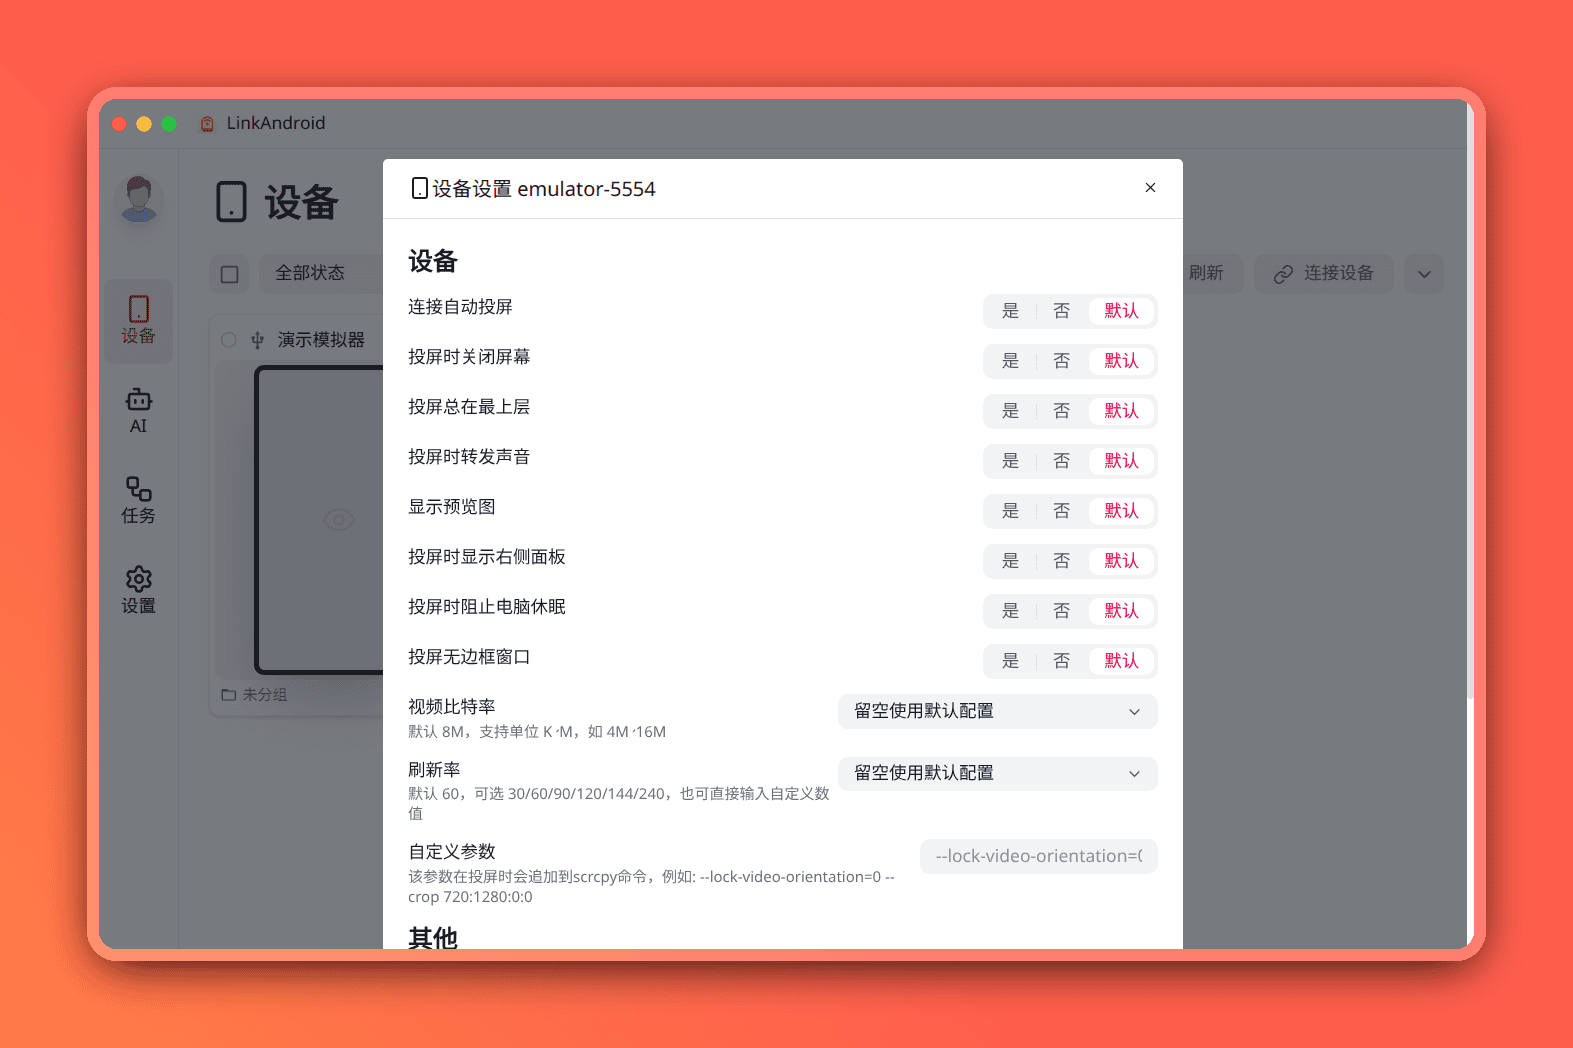 LinkAndroid
设备
全部状态
刷新
连接设备
设备
AI
任务
设置
演示模拟器
未分组
设备设置 emulator-5554
设备
连接自动投屏
是 否 默认
投屏时关闭屏幕
是 否 默认
投屏总在最上层
是 否 默认
投屏时转发声音
是 否 默认
显示预览图
是 否 默认
投屏时显示右侧面板
是 否 默认
投屏时阻止电脑休眠
是 否 默认
投屏无边框窗口
是 否 默认
视频比特率
默认 8M，支持单位 K、M，如 4M、16M
留空使用默认配置
刷新率
默认 60，可选 30/60/90/120/144/240，也可直接输入自定义数
值
留空使用默认配置
自定义参数
该参数在投屏时会追加到scrcpy命令，例如: --lock-video-orientation=0 --
crop 720:1280:0:0
--lock-video-orientation=
其他